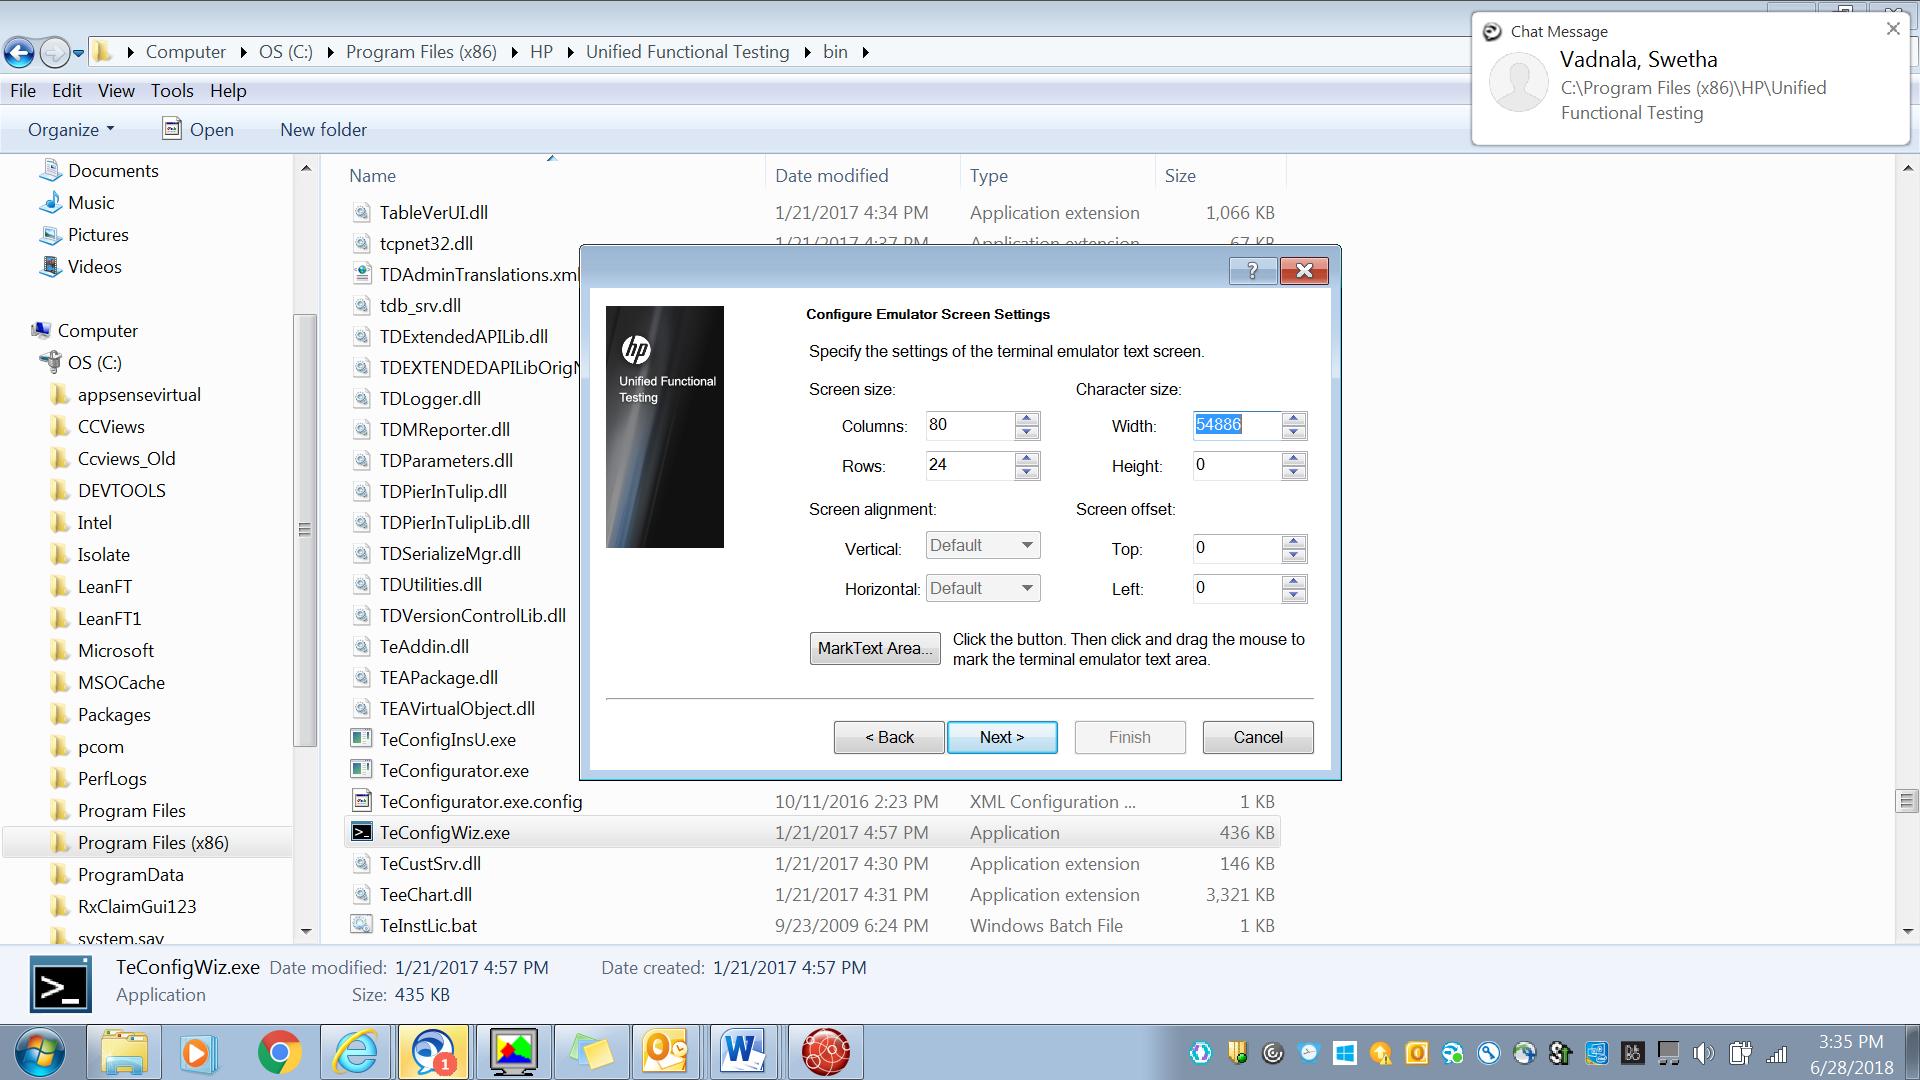 Computer OS (C:) Program Files (x86) HP Unified Functional Testing bin
Chat Message
Vadnala, Swetha
C:\Program Files (x86)\HP\Unified
Functional Testing
File Edit View Tools Help
Organize Open New folder
Documents
Music
Pictures
Videos
Computer
OS (C:)
appsensevirtual
CCViews
Ccviews_Old
DEVTOOLS
Intel
Isolate
LeanFT
LeanFT1
Microsoft
MSOCache
Packages
pcom
PerfLogs
Program Files
Program Files (x86)
ProgramData
RxClaimGui123
system.sav
Name Date modified Type Size
TableVerUI.dll 1/21/2017 4:34 PM Application extension 1,066 KB
tcpnet32.dll 1/21/2017 4:37 PM Application extension 67 KB
TDAdminTranslations.xml
tdb_srv.dll
TDExtendedAPILib.dll
TDEXTENDEDAPILibOrigN
TDLogger.dll
TDMReporter.dll
TDParameters.dll
TDPierInTulip.dll
TDPierInTulipLib.dll
TDSerializeMgr.dll
TDUtilities.dll
TDVersionControlLib.dll
TeAddin.dll
TEAPackage.dll
TEAVirtualObject.dll
TeConfigInsU.exe
TeConfigurator.exe
TeConfigurator.exe.config 10/11/2016 2:23 PM XML Configuration ... 1 KB
TeConfigWiz.exe 1/21/2017 4:57 PM Application 436 KB
TeCustSrv.dll 1/21/2017 4:30 PM Application extension 146 KB
TeeChart.dll 1/21/2017 4:31 PM Application extension 3,321 KB
TeInstLic.bat 9/23/2009 6:24 PM Windows Batch File 1 KB
?
hp
Unified Functional
Testing
Configure Emulator Screen Settings
Specify the settings of the terminal emulator text screen.
Screen size: Character size:
Columns: 80 Width: 54886
Rows: 24 Height: 0
Screen alignment: Screen offset:
Vertical: Default Top: 0
Horizontal: Default Left: 0
MarkText Area... Click the button. Then click and drag the mouse to
mark the terminal emulator text area.
< Back Next > Finish Cancel
TeConfigWiz.exe Date modified: 1/21/2017 4:57 PM Date created: 1/21/2017 4:57 PM
Application Size: 435 KB
1
3:35 PM
6/28/2018